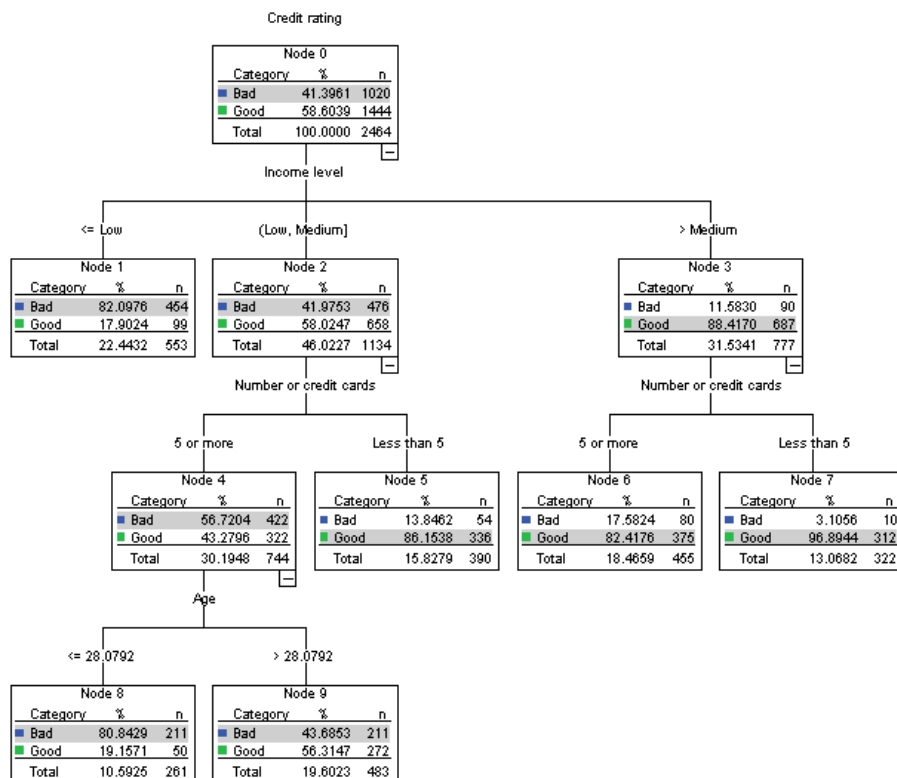 Credit rating
Node 0
Category % n
Bad 41.3961 1020
Good 58.6039 1444
Total 100.0000 2464
Income level
<= Low (Low, Medium] > Medium
Node 1
Category % n
Bad 82.0976 454
Good 17.9024 99
Total 22.4432 553
Node 2
Category % n
Bad 41.9753 476
Good 58.0247 658
Total 46.0227 1134
Node 3
Category % n
Bad 11.5830 90
Good 88.4170 687
Total 31.5341 777
Number or credit cards
Number or credit cards
5 or more
Less than 5
5 or more
Less than 5
Node 4
Category % n
Bad 56.7204 422
Good 43.2796 322
Total 30.1948 744
Node 5
Category % n
Bad 13.8462 54
Good 86.1538 336
Total 15.8279 390
Node 6
Category % n
Bad 17.5824 80
Good 82.4176 375
Total 18.4659 455
Node 7
Category % n
Bad 3.1056 10
Good 96.8944 312
Total 13.0682 322
Age
<= 28.0792
> 28.0792
Node 8
Category % n
Bad 80.8429 211
Good 19.1571 50
Total 10.5925 261
Node 9
Category % n
Bad 43.6853 211
Good 56.3147 272
Total 19.6023 483